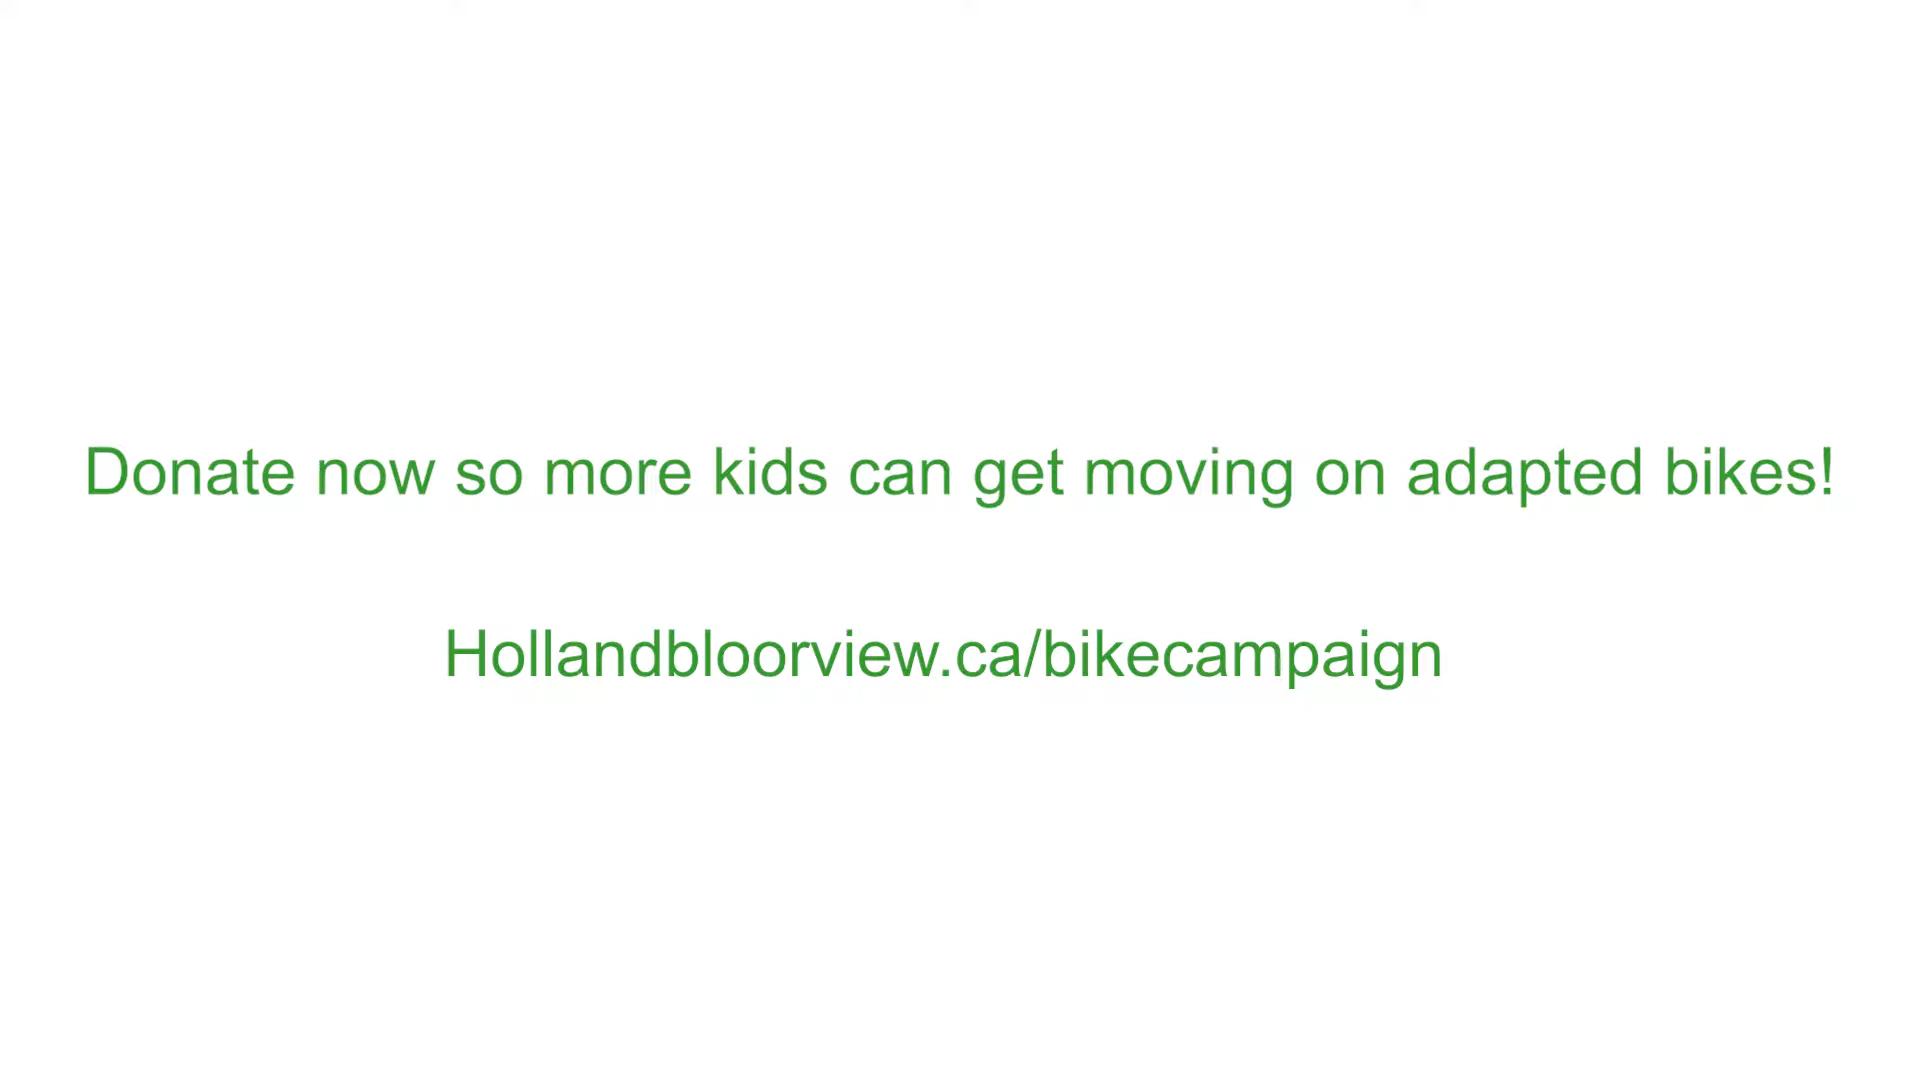 Donate now so more kids can get moving on adapted bikes!
Hollandbloorview.ca/bikecampaign